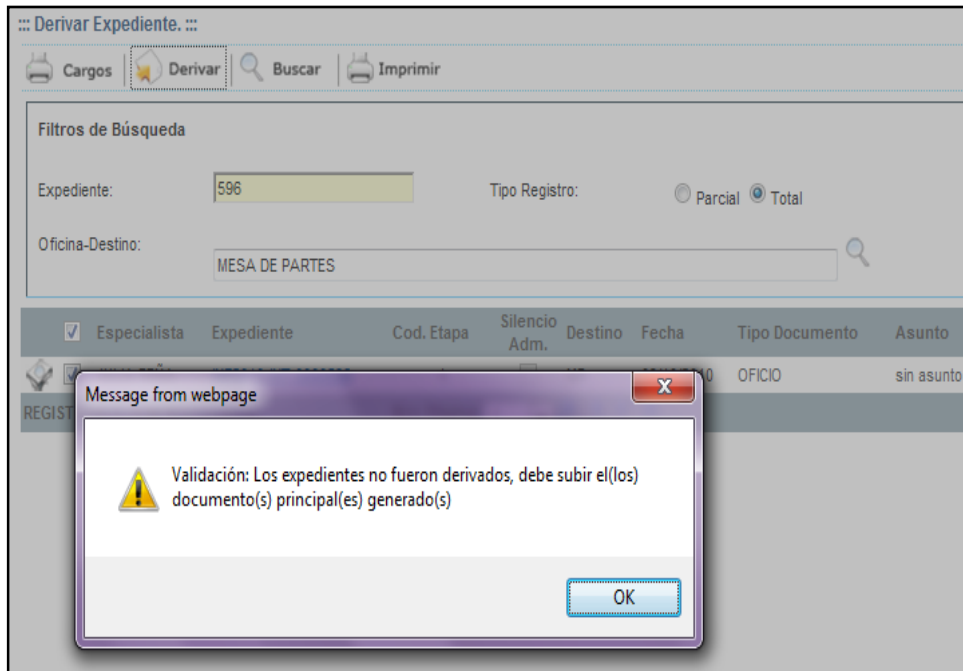 ::: Derivar Expediente. :::
Cargos Derivar Buscar Imprimir
Filtros de Búsqueda
Expediente: 596 Tipo Registro: Parcial Total
Oficina-Destino: MESA DE PARTES
Especialista Expediente Cod. Etapa Silencio Adm. Destino Fecha Tipo Documento Asunto
OFICIO sin asunto
REGIST
Message from webpage
Validación: Los expedientes no fueron derivados, debe subir el(los)
documento(s) principal(es) generado(s)
OK